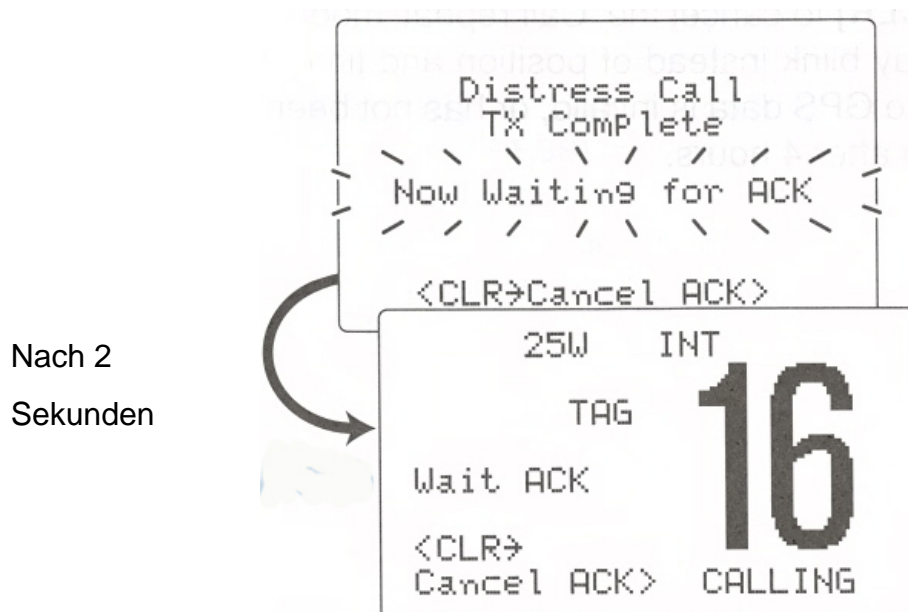 Distress Call
TX Complete
Now Waiting for ACK
<CLR→Cancel ACK>
Nach 2
Sekunden
25W INT
TAG
16
Wait ACK
<CLR→
Cancel ACK>
CALLING